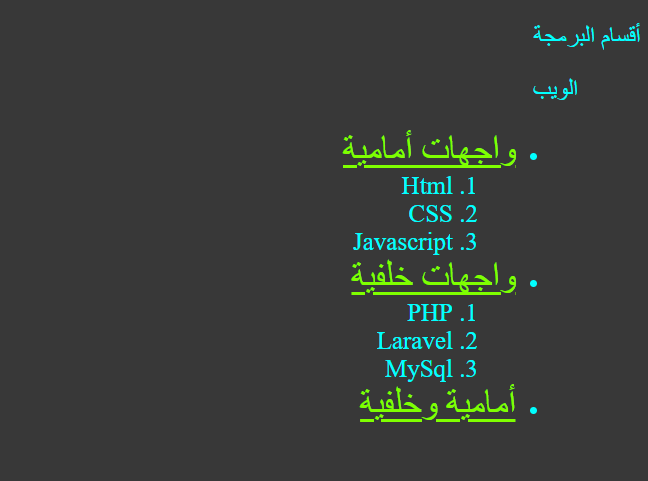 أقسام البرمجة
الويب
• واجهات أمامية
1. Html
2. CSS
3. Javascript
• واجهات خلفية
1. PHP
2. Laravel
3. MySql
• أمامية وخلفية